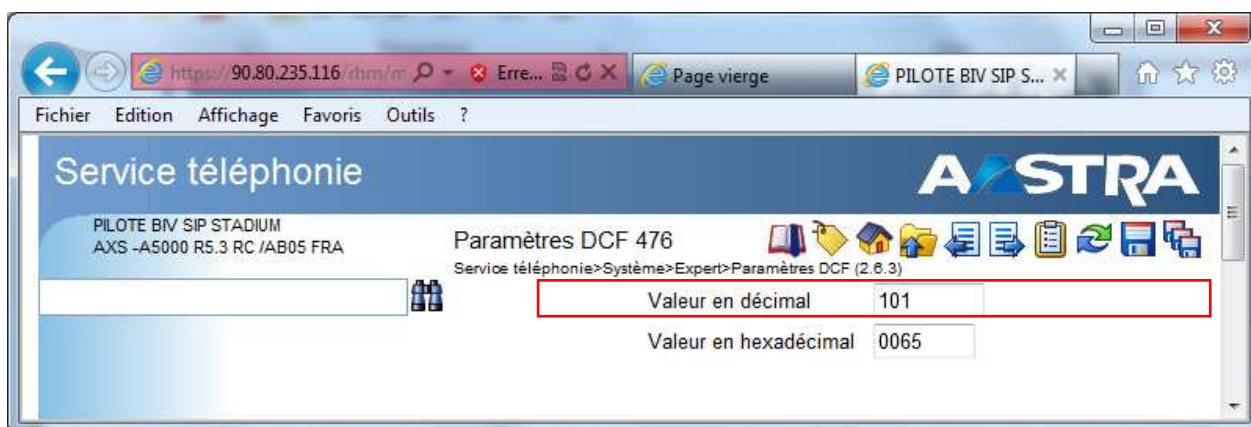 https://90.80.235.116/rhm/m Erre... Page vierge PILOTE BIV SIP S...
Fichier Edition Affichage Favoris Outils ?
Service téléphonie AASTRA
PILOTE BIV SIP STADIUM
AXS -A5000 R5.3 RC /AB05 FRA
Paramètres DCF 476
Service téléphonie>Système>Expert>Paramètres DCF (2.6.3)
Valeur en décimal 101
Valeur en hexadécimal 0065